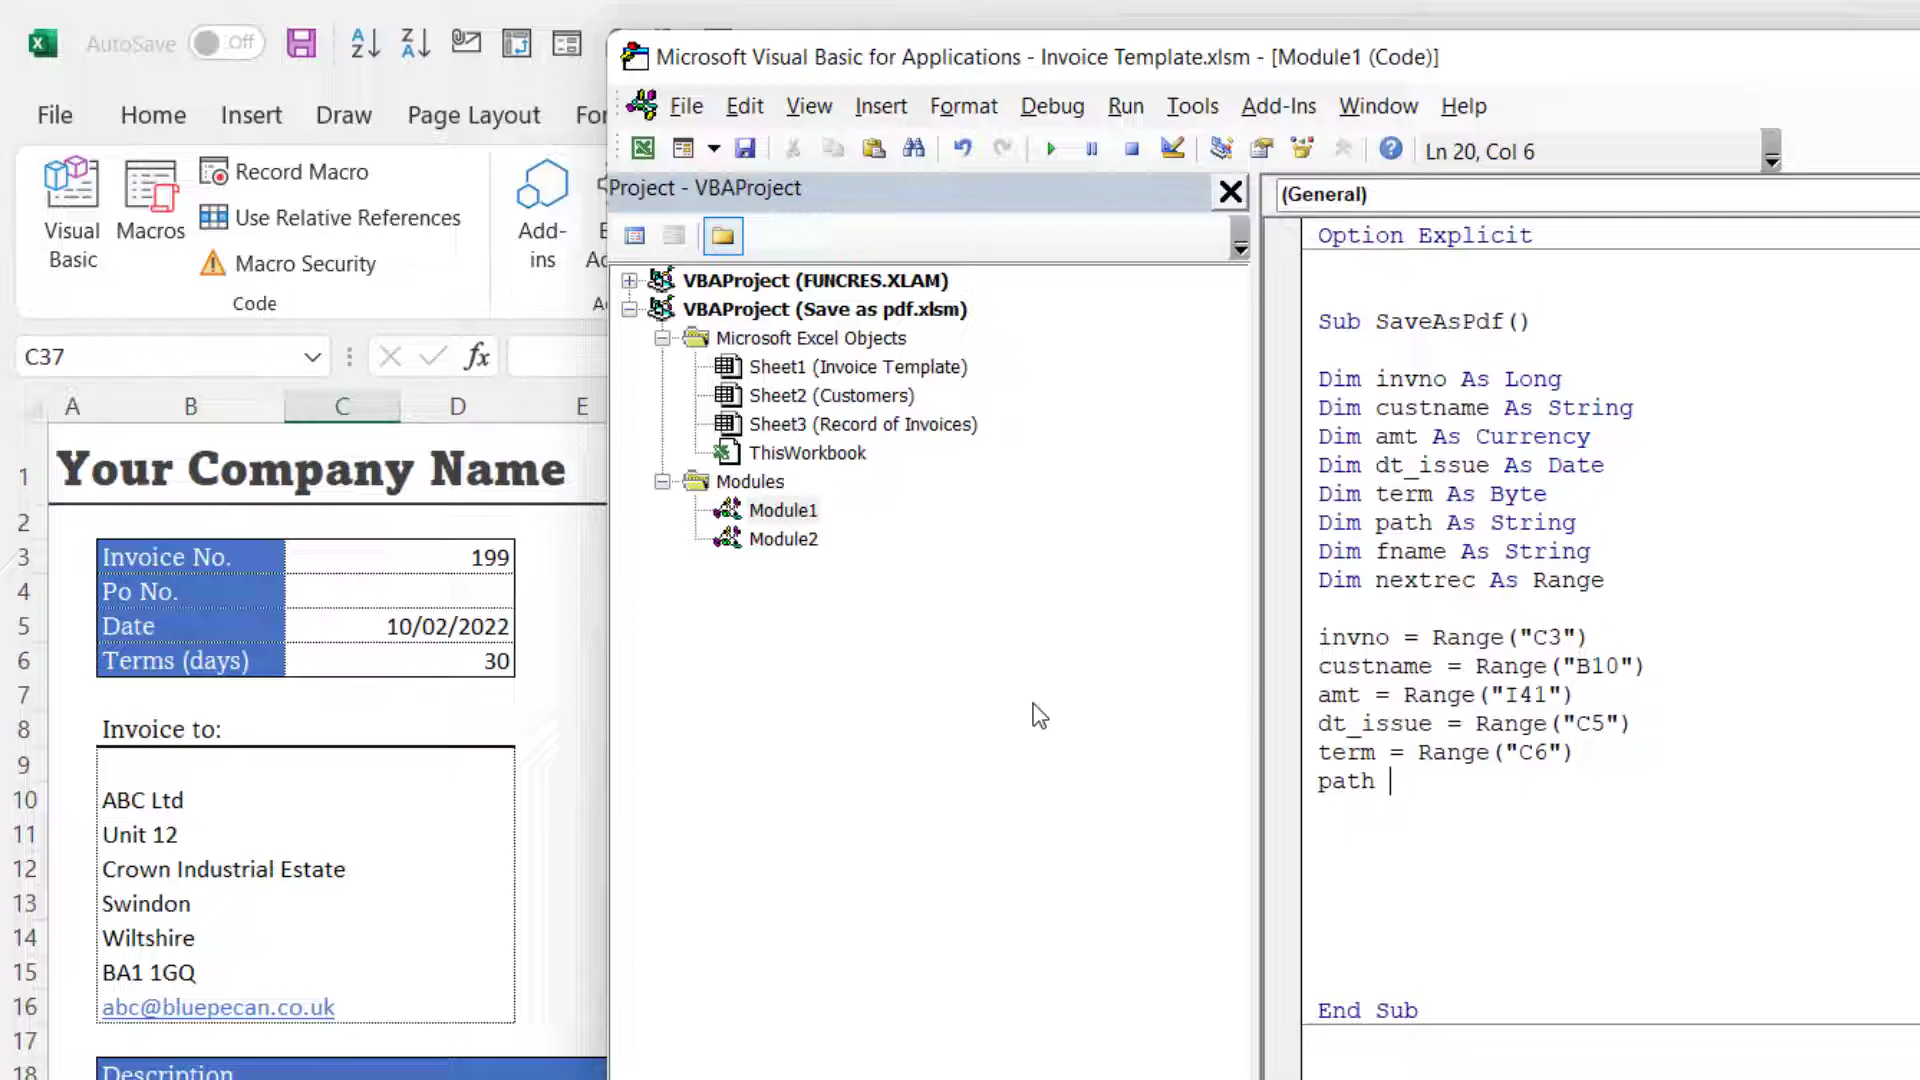 AutoSave Off
File Home Insert Draw Page Layout
Visual Basic
Macros
Record Macro
Use Relative References
Macro Security
Code
Add-ins
C37
fx
A B C D E
1 Your Company Name
2
3 Invoice No. 199
4 Po No.
5 Date 10/02/2022
6 Terms (days) 30
7
8 Invoice to:
9
10 ABC Ltd
11 Unit 12
12 Crown Industrial Estate
13 Swindon
14 Wiltshire
15 BA1 1GQ
16 abc@bluepecan.co.uk
17
18 Description
Microsoft Visual Basic for Applications - Invoice Template.xlsm - [Module1 (Code)]
File Edit View Insert Format Debug Run Tools Add-Ins Window Help
Ln 20, Col 6
Project - VBAProject
VBAProject (FUNCRES.XLAM)
VBAProject (Save as pdf.xlsm)
Microsoft Excel Objects
Sheet1 (Invoice Template)
Sheet2 (Customers)
Sheet3 (Record of Invoices)
ThisWorkbook
Modules
Module1
Module2
(General)
Option Explicit
Sub SaveAsPdf()
Dim invno As Long
Dim custname As String
Dim amt As Currency
Dim dt_issue As Date
Dim term As Byte
Dim path As String
Dim fname As String
Dim nextrec As Range
invno = Range("C3")
custname = Range("B10")
amt = Range("I41")
dt_issue = Range("C5")
term = Range("C6")
path
End Sub